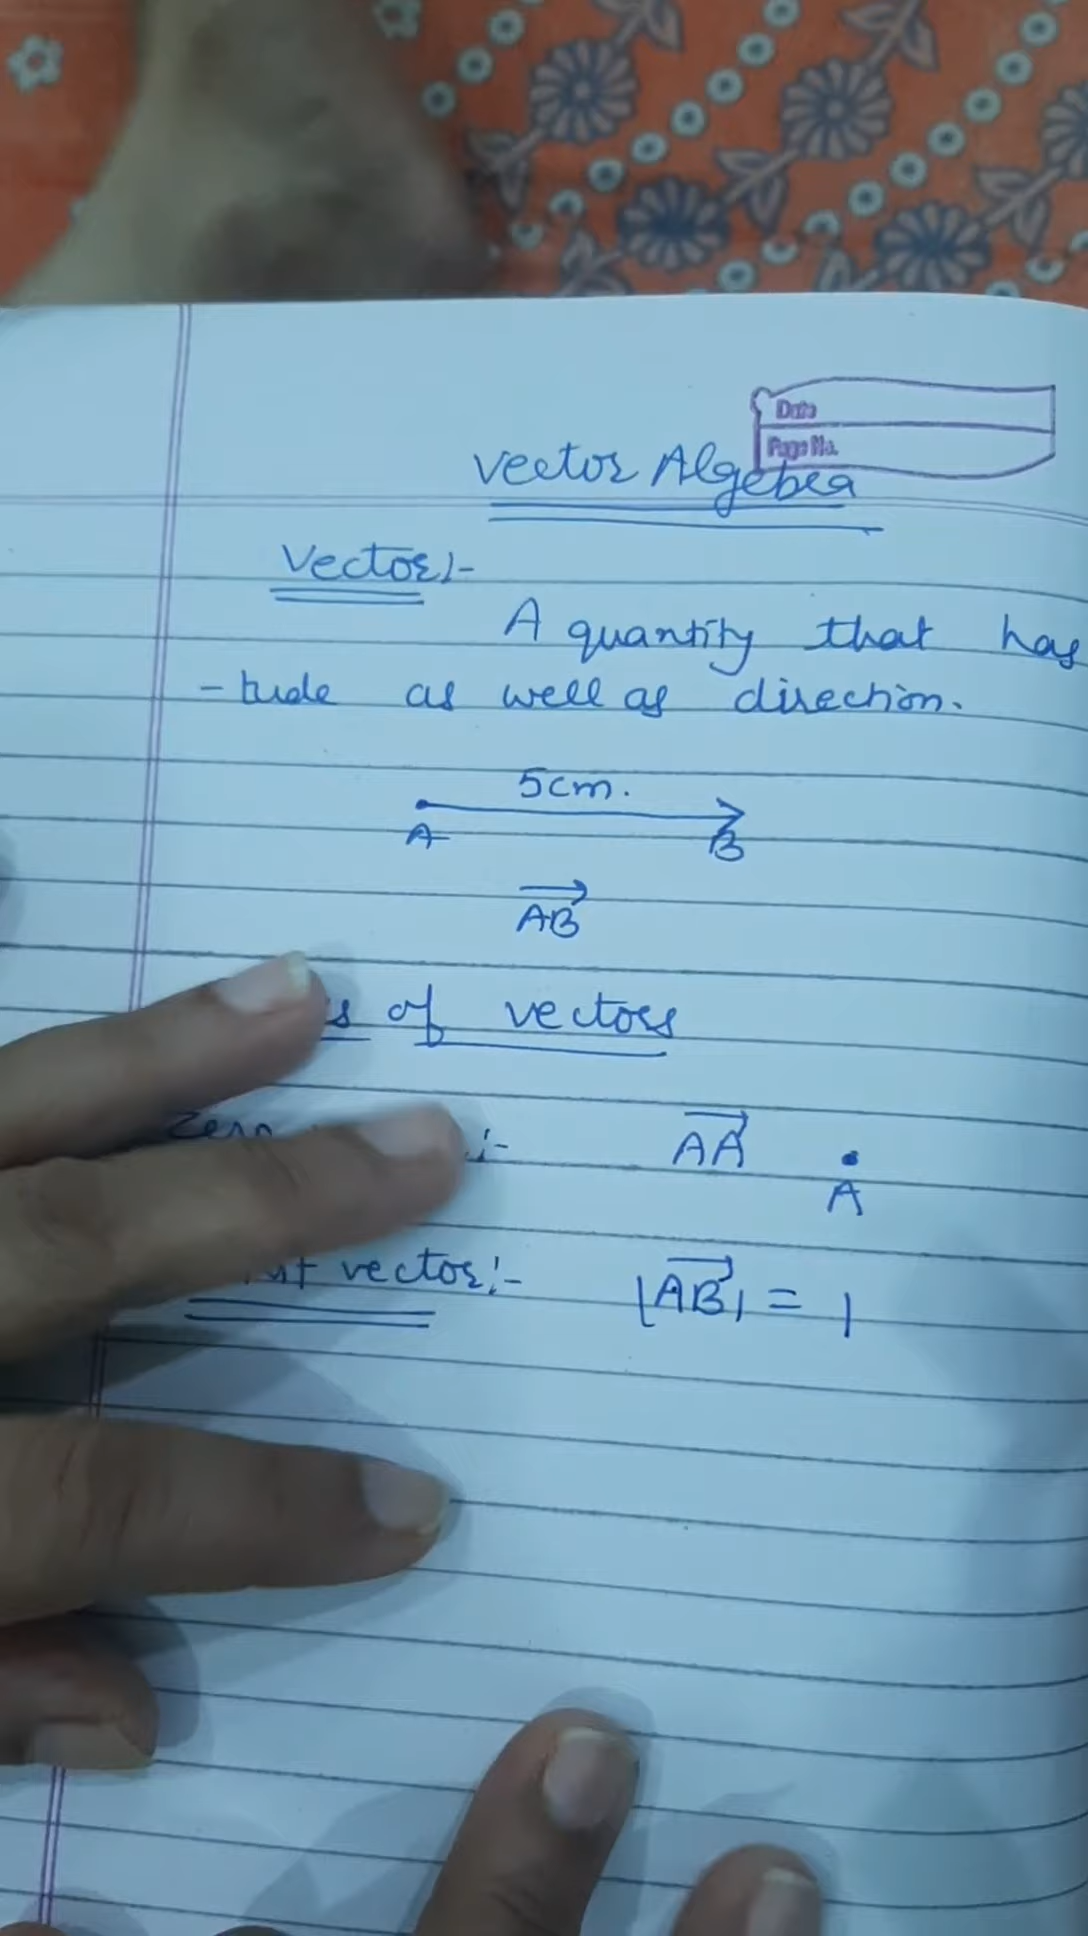 Date
Page No.
Vector Algebra
Vector:-
A quantity that has
-tude as well as direction.
5cm.
A B
AB
of vectors
Zero :- AA
A
vector:- |AB| = 1